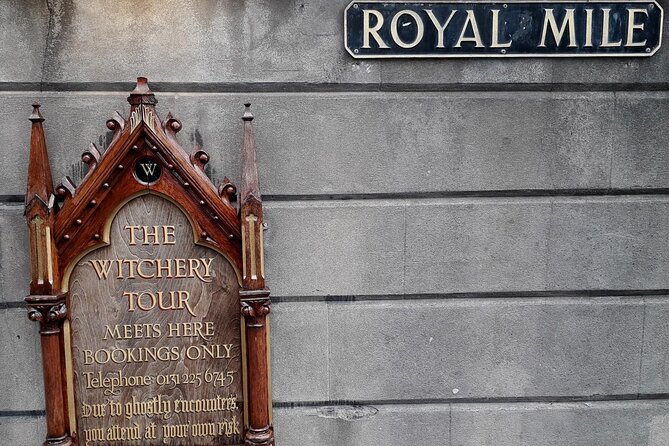 ROYAL MILE
W
THE
WITCHERY
TOUR
MEETS HERE
BOOKINGS ONLY
Telephone-0131 225 6745
Due to ghostly encounters,
you attend at your own risk